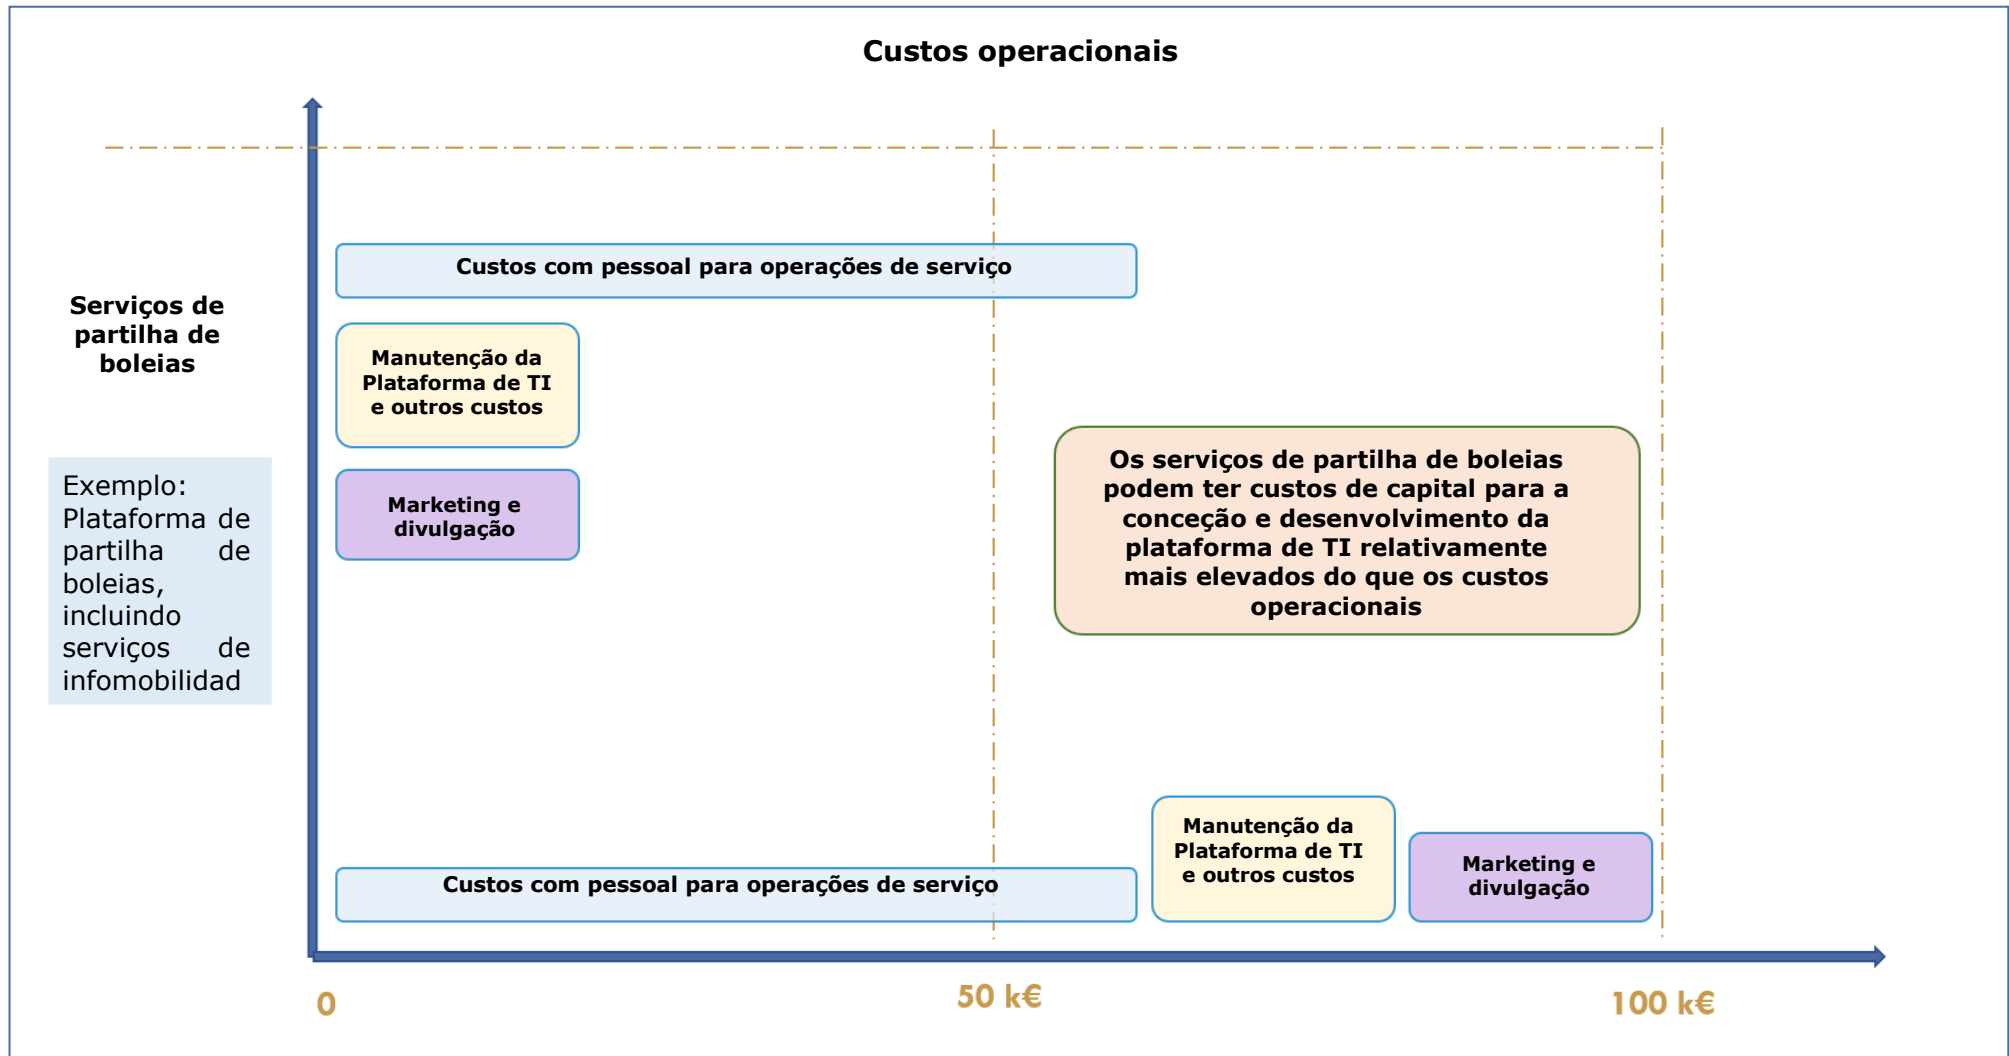 Custos operacionais
Custos com pessoal para operações de serviço
Serviços de
partilha de
boleias
Manutenção da
Plataforma de TI
e outros custos
Marketing e
divulgação
Exemplo:
Plataforma de
partilha de
boleias,
incluindo
serviços de
infomobilidad
Os serviços de partilha de boleias
podem ter custos de capital para a
conceção e desenvolvimento da
plataforma de TI relativamente
mais elevados do que os custos
operacionais
Custos com pessoal para operações de serviço
Manutenção da
Plataforma de TI
e outros custos
Marketing e
divulgação
0
50 k€
100 k€